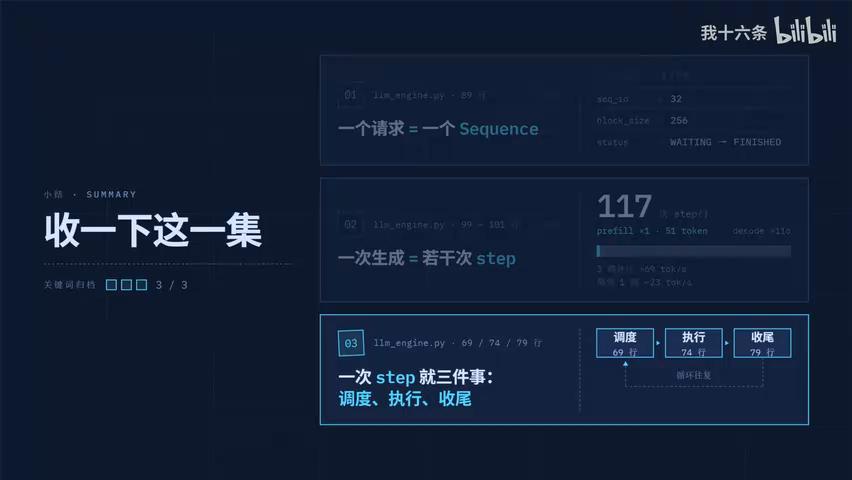 我十六条 bilibili
小结 · SUMMARY
收一下这一集
关键词归档 3 / 3
01 llm_engine.py · 89 行
一个请求 = 一个 Sequence
seq_id 32
block_size 256
status WAITING → FINISHED
02 llm_engine.py · 99 – 101 行
一次生成 = 若干次 step
117 次 step()
prefill ×1 · 51 token decode ×116
03 llm_engine.py · 69 / 74 / 79 行
一次 step 就三件事：
调度、执行、收尾
调度 执行 收尾
69 行 74 行 79 行
循环往复